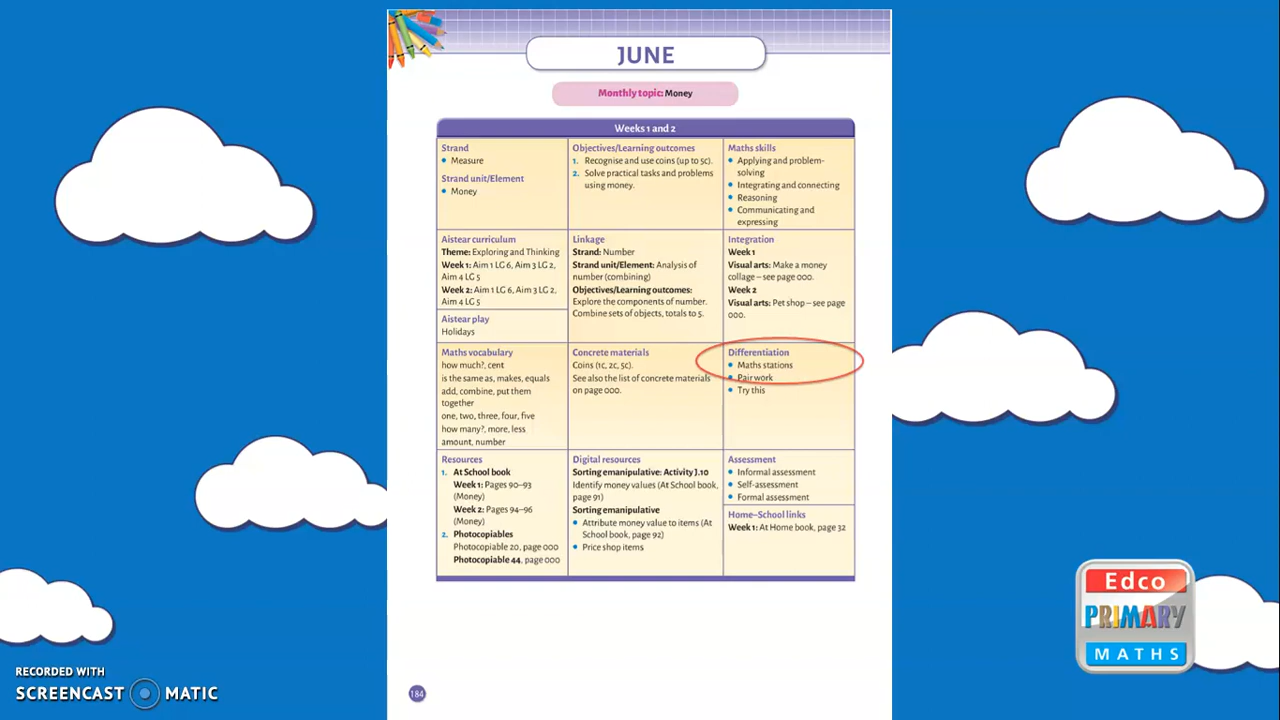 JUNE
Monthly topic: Money
Weeks 1 and 2
Strand
• Measure
Strand unit/Element
• Money
Objectives/Learning outcomes
1. Recognise and use coins (up to 5c).
2. Solve practical tasks and problems
using money.
Maths skills
• Applying and problem-
solving
• Integrating and connecting
• Reasoning
• Communicating and
expressing
Aistear curriculum
Theme: Exploring and Thinking
Week 1: Aim 1 LG 6, Aim 3 LG 2,
Aim 4 LG 5
Week 2: Aim 1 LG 6, Aim 3 LG 2,
Aim 4 LG 5
Aistear play
Holidays
Linkage
Strand: Number
Strand unit/Element: Analysis of
number (combining)
Objectives/Learning outcomes:
Explore the components of number.
Combine sets of objects, totals to 5.
Integration
Week 1
Visual arts: Make a money
collage – see page 000.
Week 2
Visual arts: Pet shop – see page
000.
Maths vocabulary
how much?, cent
is the same as, makes, equals
add, combine, put them
together
one, two, three, four, five
how many?, more, less
amount, number
Concrete materials
Coins (1c, 2c, 5c).
See also the list of concrete materials
on page 000.
Differentiation
• Maths stations
• Pair work
• Try this
Resources
1. At School book
Week 1: Pages 90–93
(Money)
Week 2: Pages 94–96
(Money)
2. Photocopiables
Photocopiable 20, page 000
Photocopiable 44, page 000
Digital resources
Sorting emanipulative: Activity J.10
Identify money values (At School book,
page 91)
Sorting emanipulative
• Attribute money value to items (At
School book, page 92)
• Price shop items
Assessment
• Informal assessment
• Self-assessment
• Formal assessment
Home–School links
Week 1: At Home book, page 32
184
Edco
PRIMARY
MATHS
RECORDED WITH
SCREENCAST MATIC